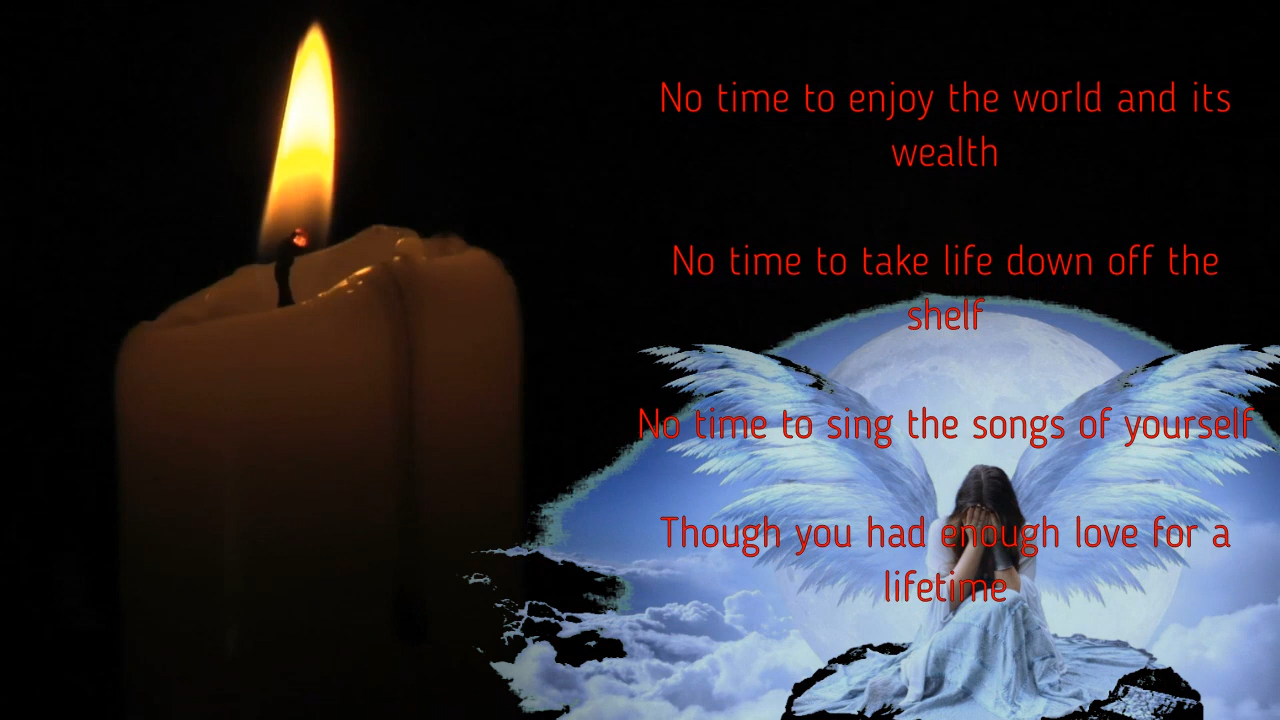 No time to enjoy the world and its
wealth
No time to take life down off the
shelf
No time to sing the songs of yourself
Though you had enough love for a
lifetime